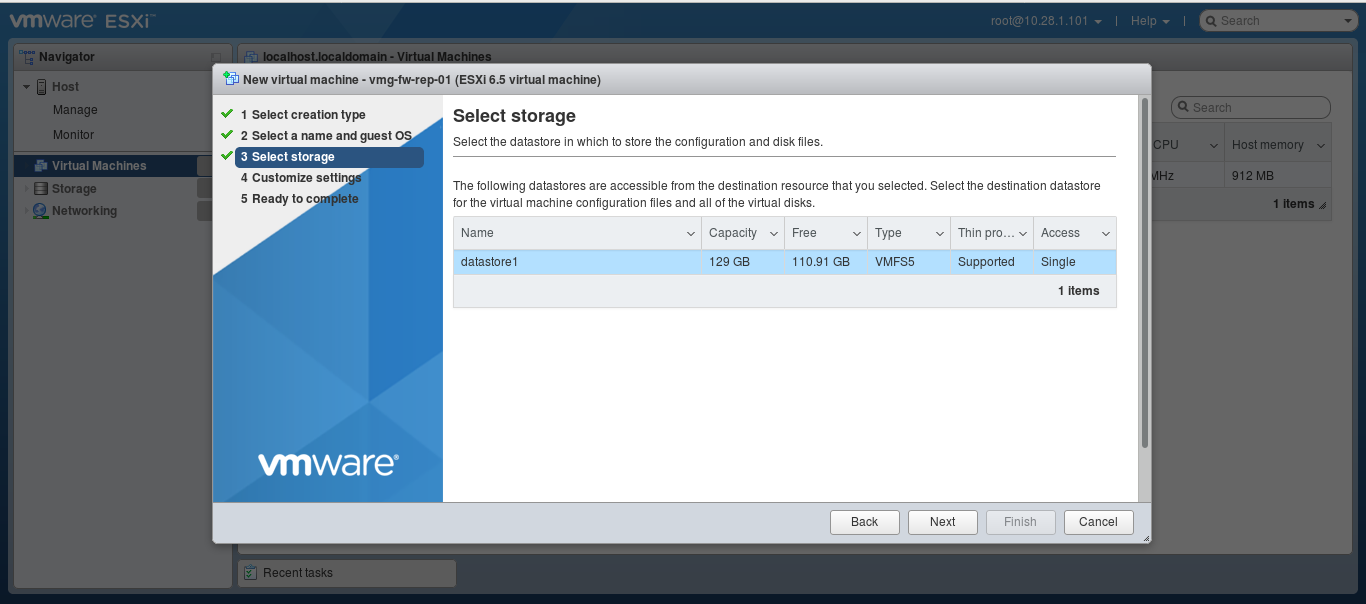 vmware ESXi™
root@10.28.1.101 | Help | Search
Navigator
localhost.localdomain - Virtual Machines
Host
Manage
Monitor
Virtual Machines
Storage
Networking
Search
CPU Host memory
MHz 912 MB
1 items
New virtual machine - vmg-fw-rep-01 (ESXi 6.5 virtual machine)
1 Select creation type
2 Select a name and guest OS
3 Select storage
4 Customize settings
5 Ready to complete
vmware®
Select storage
Select the datastore in which to store the configuration and disk files.
The following datastores are accessible from the destination resource that you selected. Select the destination datastore
for the virtual machine configuration files and all of the virtual disks.
Name Capacity Free Type Thin pro... Access
datastore1 129 GB 110.91 GB VMFS5 Supported Single
1 items
Back Next Finish Cancel
Recent tasks